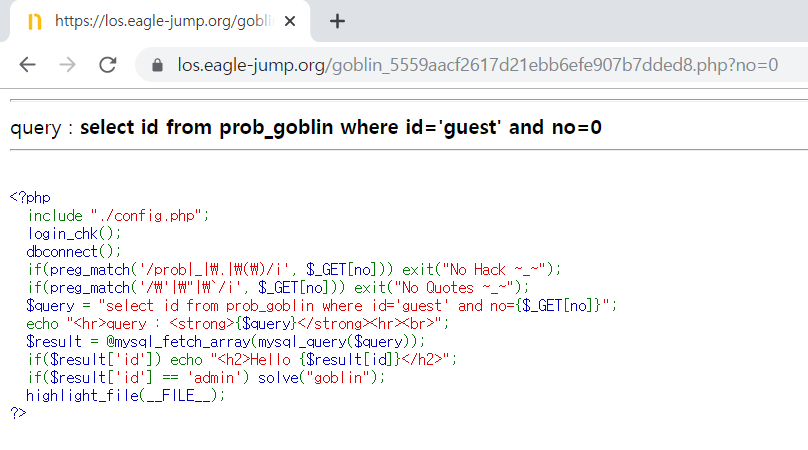 https://los.eagle-jump.org/gobli
los.eagle-jump.org/goblin_5559aacf2617d21ebb6efe907b7dded8.php?no=0
query : select id from prob_goblin where id='guest' and no=0
<?php
include "./config.php";
login_chk();
dbconnect();
if(preg_match('/prob|_|₩.|₩(₩)/i', $_GET[no])) exit("No Hack ~_~");
if(preg_match('/₩'|₩"|₩`/i', $_GET[no])) exit("No Quotes ~_~");
$query = "select id from prob_goblin where id='guest' and no={$_GET[no]}";
echo "<hr>query : <strong>{$query}</strong><hr><br>";
$result = @mysql_fetch_array(mysql_query($query));
if($result['id']) echo "<h2>Hello {$result[id]}</h2>";
if($result['id'] == 'admin') solve("goblin");
highlight_file(__FILE__);
?>